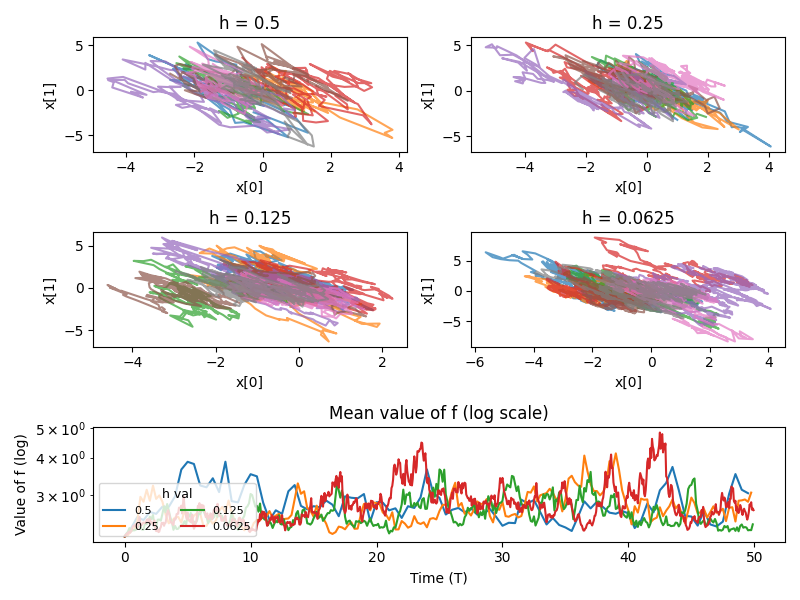 h = 0.5
h = 0.25
5
0
−5
x[1]
−4 −2 0 2 4
x[0]
5
0
−5
x[1]
−4 −2 0 2 4
x[0]
h = 0.125
h = 0.0625
5
0
−5
x[1]
−4 −2 0 2
x[0]
5
0
−5
x[1]
−6 −4 −2 0 2 4
x[0]
Mean value of f (log scale)
5 × 10⁰
4 × 10⁰
3 × 10⁰
Value of f (log)
h val
0.5 0.125
0.25 0.0625
0 10 20 30 40 50
Time (T)